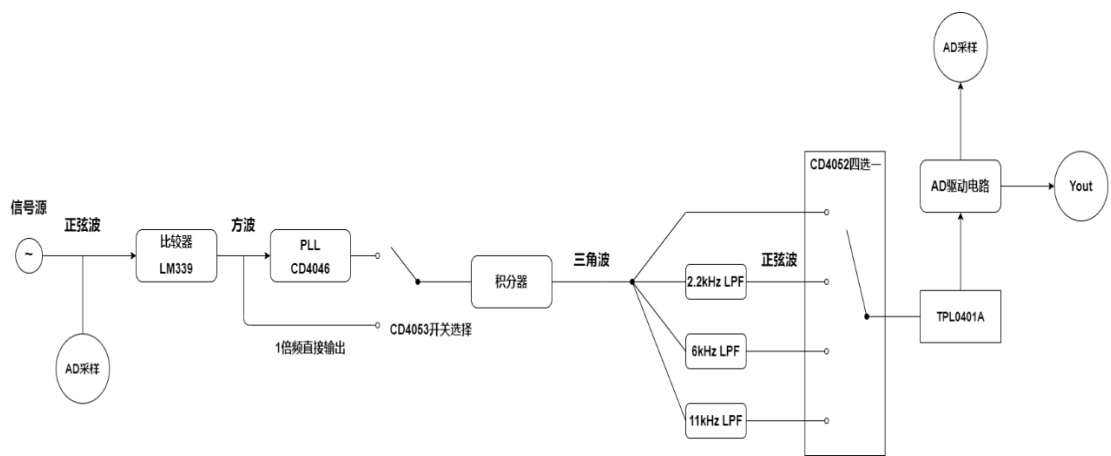 信号源
~
正弦波
AD采样
比较器
LM339
方波
PLL
CD4046
1倍频直接输出
CD4053开关选择
积分器
三角波
2.2kHz LPF
6kHz LPF
11kHz LPF
正弦波
CD4052四选一
TPL0401A
AD驱动电路
AD采样
Yout